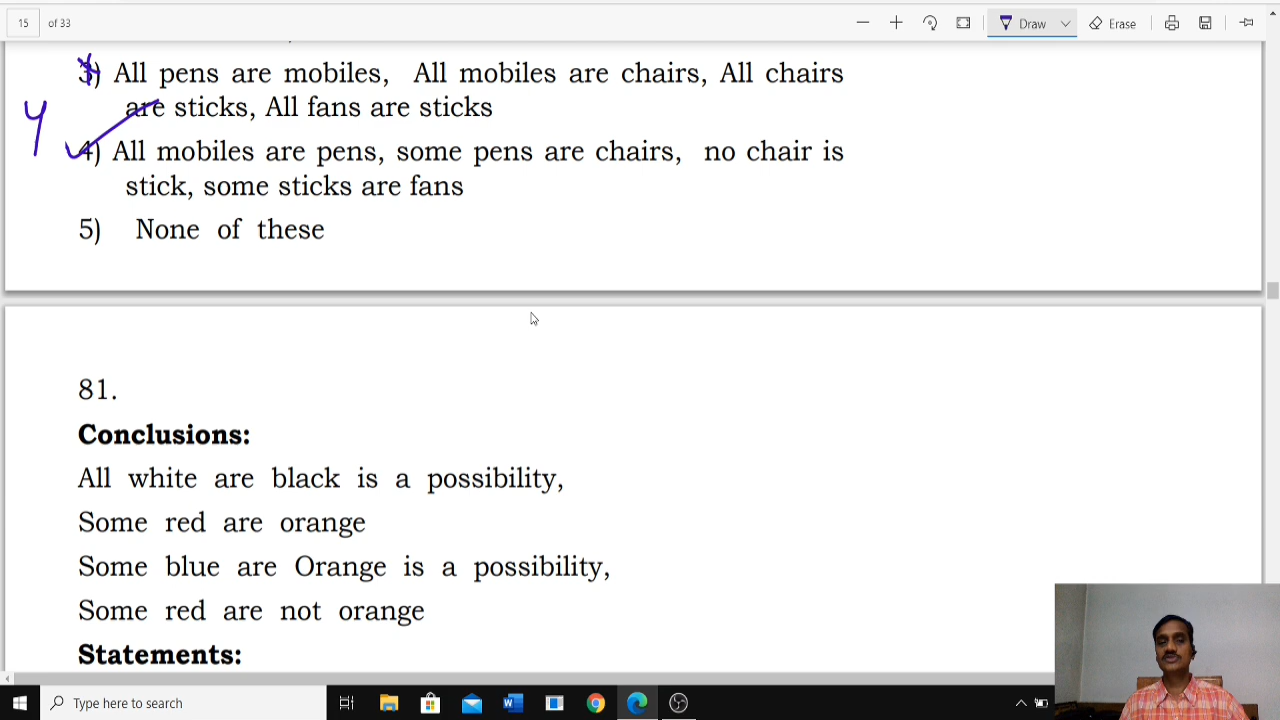 15 of 33
Draw
Erase
3) All pens are mobiles, All mobiles are chairs, All chairs
are sticks, All fans are sticks
4
4) All mobiles are pens, some pens are chairs, no chair is
stick, some sticks are fans
5) None of these
81.
Conclusions:
All white are black is a possibility,
Some red are orange
Some blue are Orange is a possibility,
Some red are not orange
Statements:
Type here to search